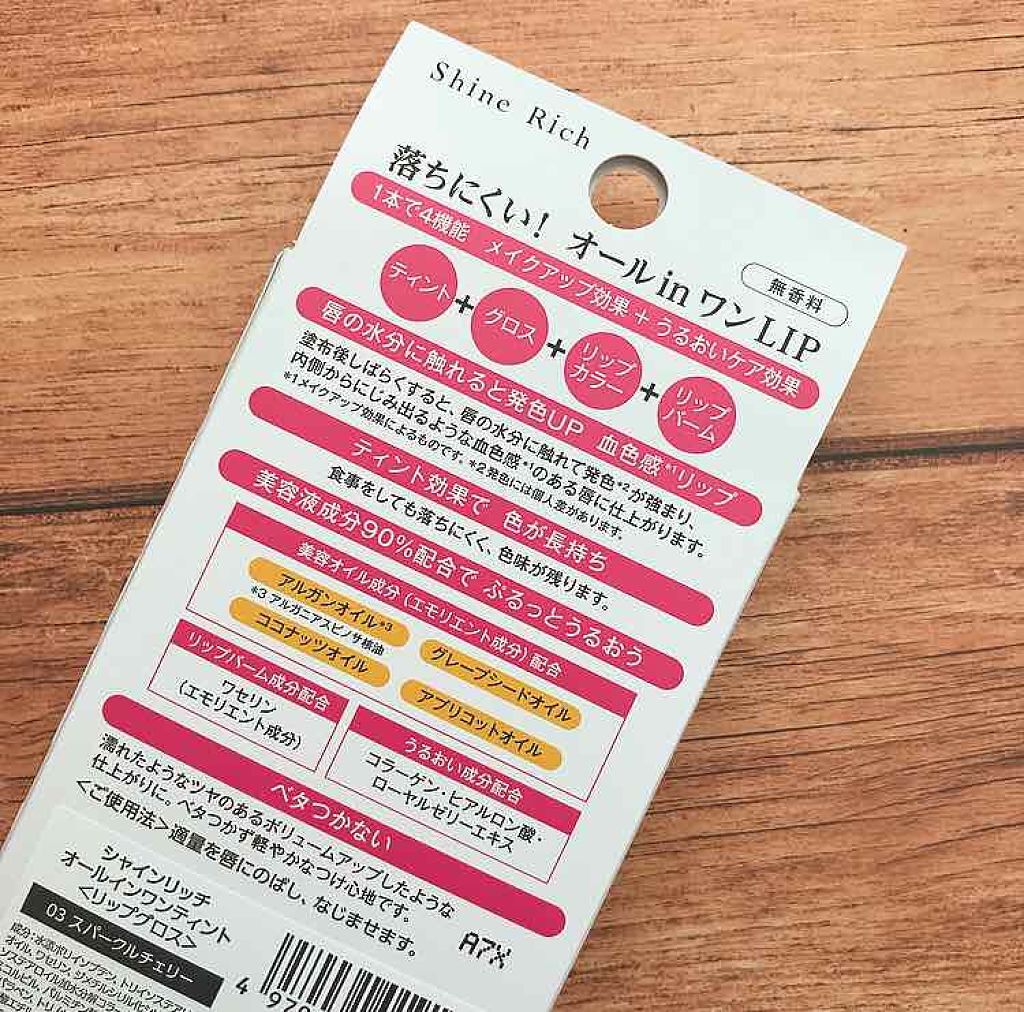 Shine Rich
落ちにくい！ オールinワンLIP
無香料
1本で4機能 メイクアップ効果＋うるおいケア効果
ティント＋グロス＋リップカラー＋リップバーム
唇の水分に触れると発色UP 血色感*1リップ
塗布後しばらくすると、唇の水分に触れて発色*2が強まり、
内側からにじみ出るような血色感*1のある唇に仕上がります。
*1メイクアップ効果によるものです。*2発色には個人差があります。
ティント効果で 色が長持ち
食事をしても落ちにくく、色味が残ります。
美容液成分90%配合で ぷるっとうるおう
美容オイル成分（エモリエント成分）配合
アルガンオイル*3
*3 アルガニアスピノサ核油
グレープシードオイル
ココナッツオイル
アプリコットオイル
リップバーム成分配合
ワセリン
（エモリエント成分）
うるおい成分配合
コラーゲン・ヒアルロン酸・
ローヤルゼリーエキス
ベタつかない
濡れたようなツヤのあるボリュームアップしたような
仕上がりに。ベタつかず軽やかなつけ心地です。
＜ご使用法＞適量を唇にのばし、なじませます。
A7X
シャインリッチ
オールインワンティント
＜リップグロス＞
03 スパークルチェリー
成分：水添ポリイソブテン、
オイル、ワセリン、
4